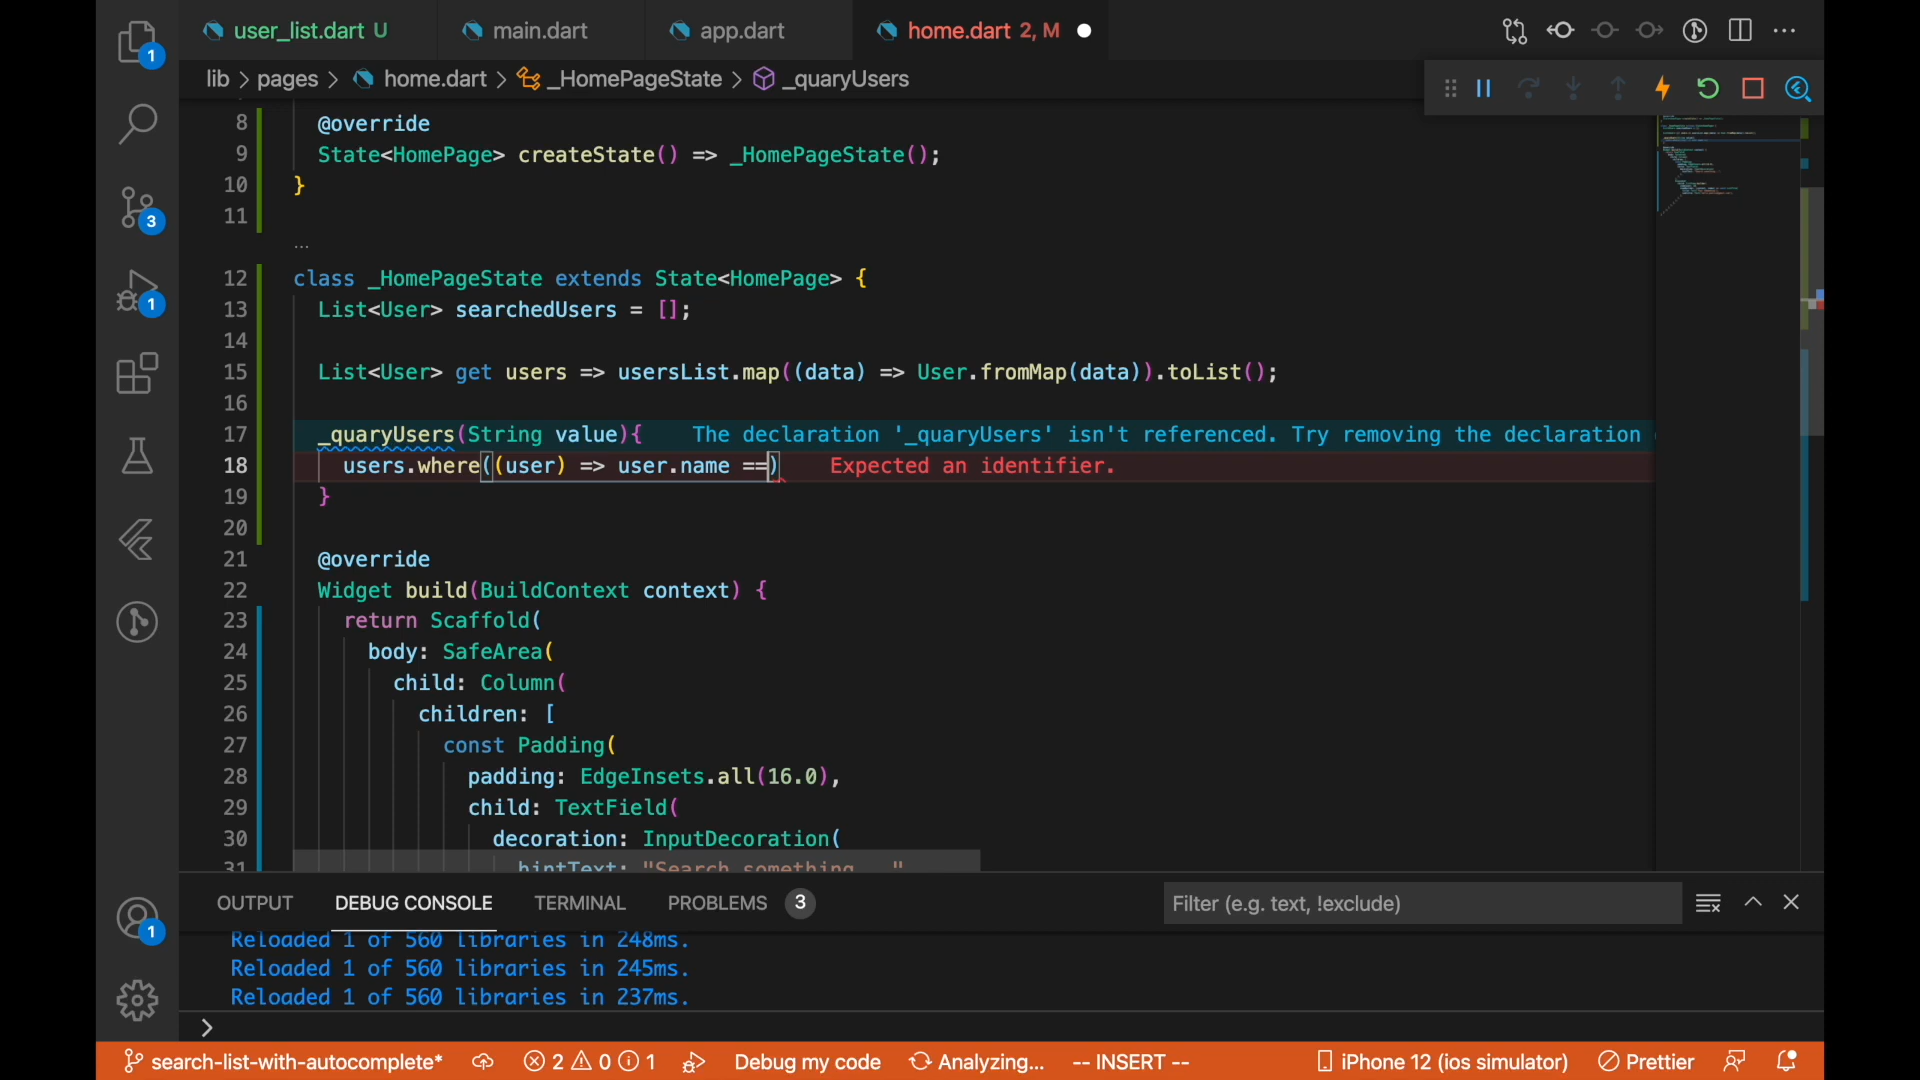 1
3
1
1
user_list.dart U
main.dart
app.dart
home.dart 2, M
lib > pages > home.dart > _HomePageState > _quaryUsers
8 @override
9 State<HomePage> createState() => _HomePageState();
10 }
11
...
12 class _HomePageState extends State<HomePage> {
13 List<User> searchedUsers = [];
14
15 List<User> get users => usersList.map((data) => User.fromMap(data)).toList();
16
17 _quaryUsers(String value){ The declaration '_quaryUsers' isn't referenced. Try removing the declaration
18 users.where((user) => user.name ==) Expected an identifier.
19 }
20
21 @override
22 Widget build(BuildContext context) {
23 return Scaffold(
24 body: SafeArea(
25 child: Column(
26 children: [
27 const Padding(
28 padding: EdgeInsets.all(16.0),
29 child: TextField(
30 decoration: InputDecoration(
31 hintText: "Search something..."
OUTPUT
DEBUG CONSOLE
TERMINAL
PROBLEMS 3
Filter (e.g. text, !exclude)
Reloaded 1 of 560 libraries in 248ms.
Reloaded 1 of 560 libraries in 245ms.
Reloaded 1 of 560 libraries in 237ms.
>
search-list-with-autocomplete* 2 0 1 Debug my code Analyzing... -- INSERT -- iPhone 12 (ios simulator) Prettier